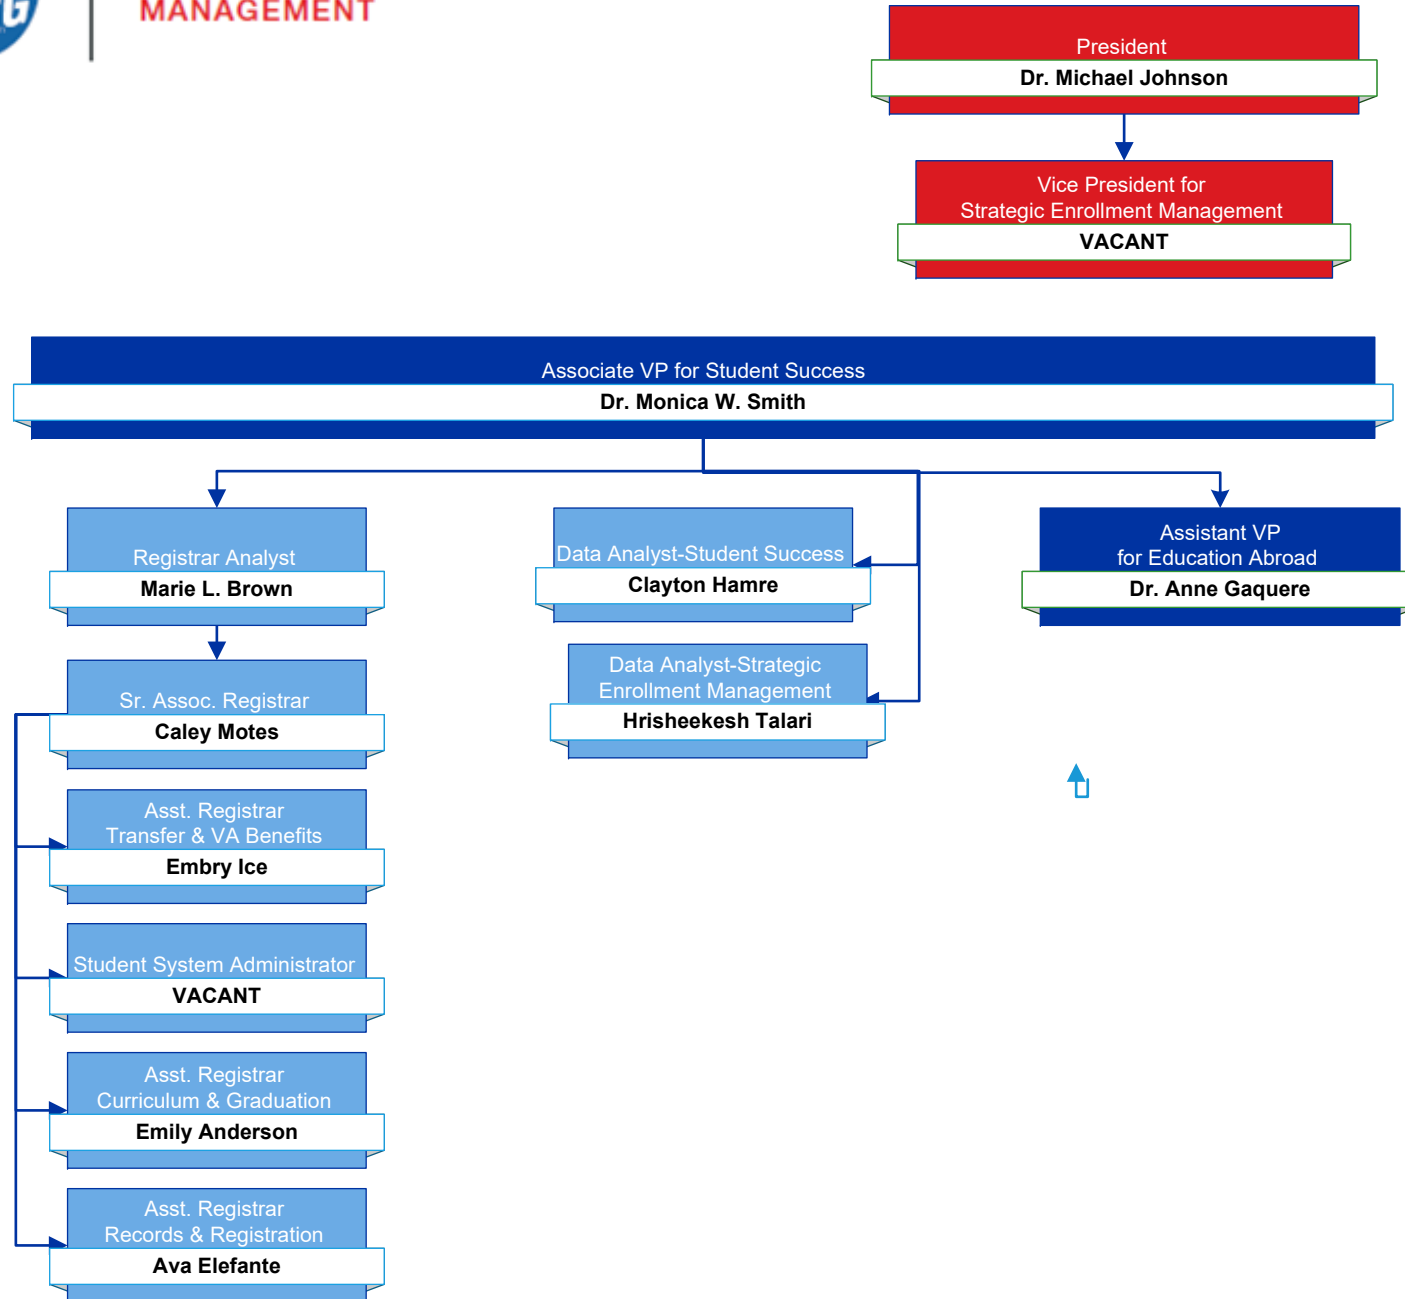 MANAGEMENT
President
Dr. Michael Johnson
Vice President for
Strategic Enrollment Management
VACANT
Associate VP for Student Success
Dr. Monica W. Smith
Registrar Analyst
Marie L. Brown
Data Analyst-Student Success
Clayton Hamre
Assistant VP
for Education Abroad
Dr. Anne Gaquere
Sr. Assoc. Registrar
Caley Motes
Data Analyst-Strategic
Enrollment Management
Hrisheekesh Talari
Asst. Registrar
Transfer & VA Benefits
Embry Ice
Student System Administrator
VACANT
Asst. Registrar
Curriculum & Graduation
Emily Anderson
Asst. Registrar
Records & Registration
Ava Elefante